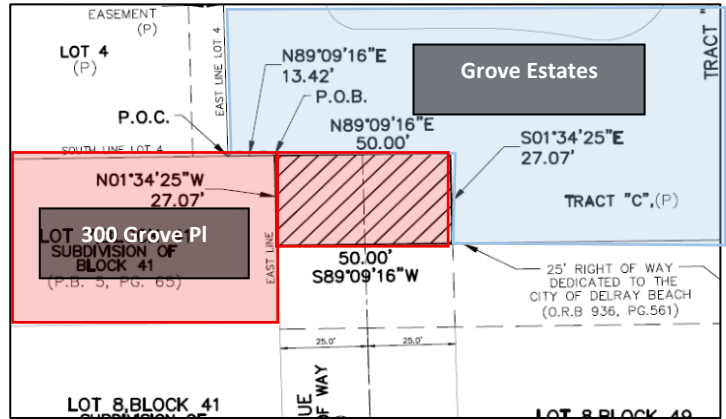 EASEMENT
(P)
LOT 4
(P)
EAST LINE LOT 4
N89°09'16"E
13.42'
P.O.B.
P.O.C.
SOUTH LINE LOT 4
N89°09'16"E
50.00'
Grove Estates
TRACT "
S01°34'25"E
27.07'
N01°34'25"W
27.07'
TRACT "C",(P)
300 Grove Pl
LOT
SUBDIVISION OF
BLOCK 41
(P.B. 5, PG. 65)
EAST LINE
50.00'
S89°09'16"W
25' RIGHT OF WAY
DEDICATED TO THE
CITY OF DELRAY BEACH
(O.R.B 936, PG.561)
25.0'
25.0'
UE
OF WAY
LOT 8,BLOCK 41
SUBDIVISION OF
LOT 8,BLOCK 49